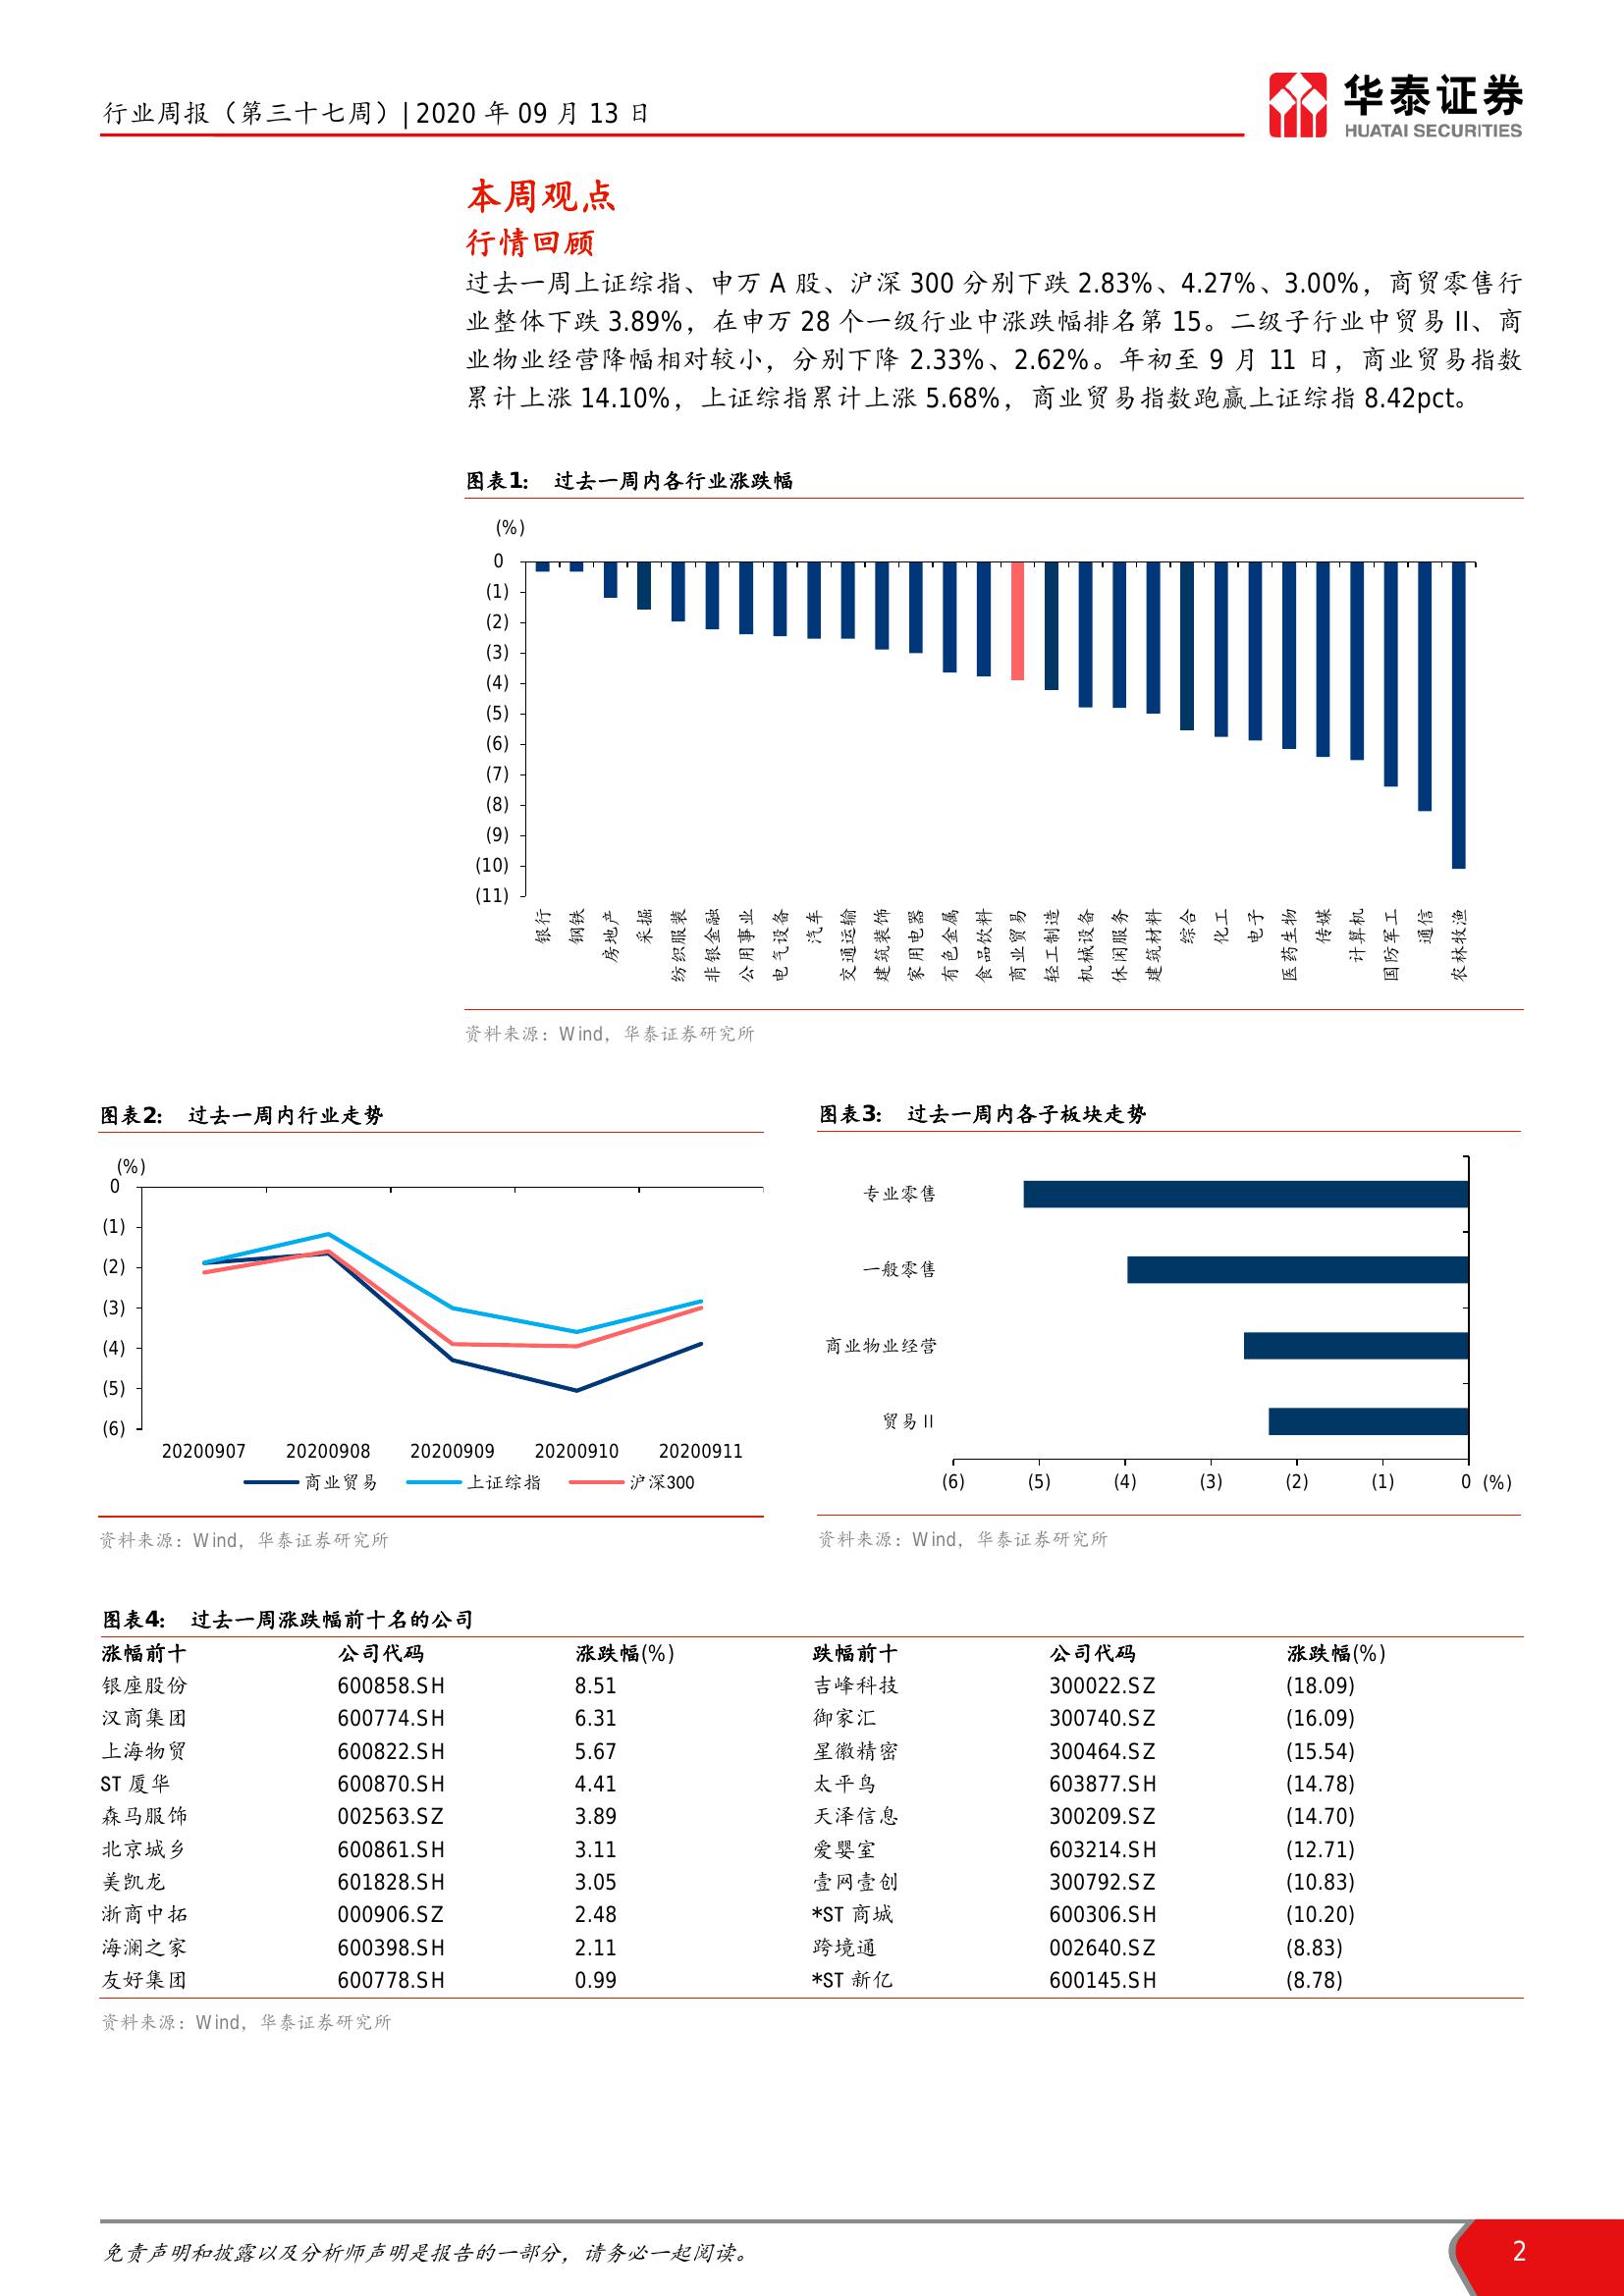 行业周报（第三十七周）| 2020 年 09 月 13 日
华泰证券
HUATAI SECURITIES
本周观点
行情回顾
过去一周上证综指、申万 A 股、沪深 300 分别下跌 2.83%、4.27%、3.00%，商贸零售行
业整体下跌 3.89%，在申万 28 个一级行业中涨跌幅排名第 15。二级子行业中贸易 II、商
业物业经营降幅相对较小，分别下降 2.33%、2.62%。年初至 9 月 11 日，商业贸易指数
累计上涨 14.10%，上证综指累计上涨 5.68%，商业贸易指数跑赢上证综指 8.42pct。
图表1： 过去一周内各行业涨跌幅
(%)
0
(1)
(2)
(3)
(4)
(5)
(6)
(7)
(8)
(9)
(10)
(11)
银行
钢铁
房地产
采掘
纺织服装
非银金融
公用事业
电气设备
汽车
交通运输
建筑装饰
家用电器
有色金属
食品饮料
商业贸易
轻工制造
机械设备
休闲服务
建筑材料
综合
化工
电子
医药生物
传媒
计算机
国防军工
通信
农林牧渔
资料来源：Wind，华泰证券研究所
图表2： 过去一周内行业走势
(%)
0
(1)
(2)
(3)
(4)
(5)
(6)
20200907 20200908 20200909 20200910 20200911
商业贸易 上证综指 沪深300
资料来源：Wind，华泰证券研究所
图表3： 过去一周内各子板块走势
专业零售
一般零售
商业物业经营
贸易 II
(6) (5) (4) (3) (2) (1) 0 (%)
资料来源：Wind，华泰证券研究所
图表4： 过去一周涨跌幅前十名的公司
涨幅前十 公司代码 涨跌幅(%) 跌幅前十 公司代码 涨跌幅(%)
银座股份 600858.SH 8.51 吉峰科技 300022.SZ (18.09)
汉商集团 600774.SH 6.31 御家汇 300740.SZ (16.09)
上海物贸 600822.SH 5.67 星徽精密 300464.SZ (15.54)
ST 厦华 600870.SH 4.41 太平鸟 603877.SH (14.78)
森马服饰 002563.SZ 3.89 天泽信息 300209.SZ (14.70)
北京城乡 600861.SH 3.11 爱婴室 603214.SH (12.71)
美凯龙 601828.SH 3.05 壹网壹创 300792.SZ (10.83)
浙商中拓 000906.SZ 2.48 *ST 商城 600306.SH (10.20)
海澜之家 600398.SH 2.11 跨境通 002640.SZ (8.83)
友好集团 600778.SH 0.99 *ST 新亿 600145.SH (8.78)
资料来源：Wind，华泰证券研究所
免责声明和披露以及分析师声明是报告的一部分，请务必一起阅读。
2